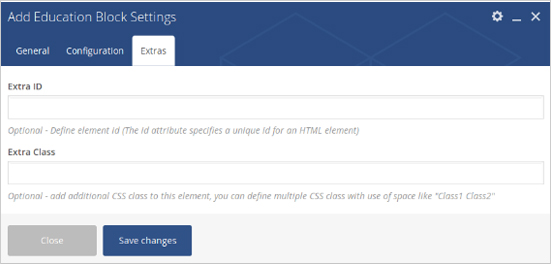 Add Education Block Settings
General Configuration Extras
Extra ID
Optional - Define element id (The id attribute specifies a unique id for an HTML element)
Extra Class
Optional - add additional CSS class to this element, you can define multiple CSS class with use of space like "Class1 Class2"
Close Save changes